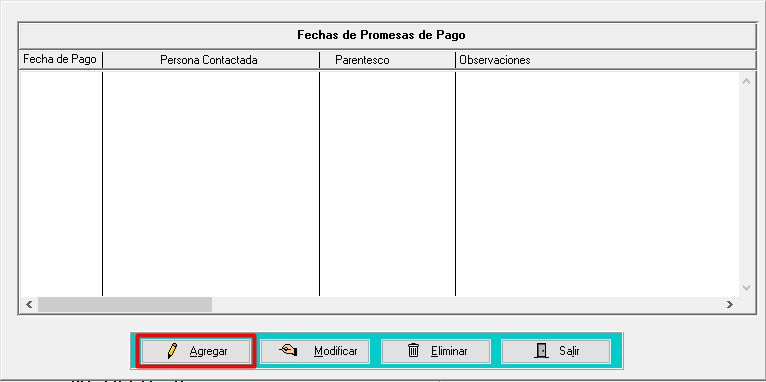 Fechas de Promesas de Pago
Fecha de Pago Persona Contactada Parentesco Observaciones
Agregar Modificar Eliminar Salir